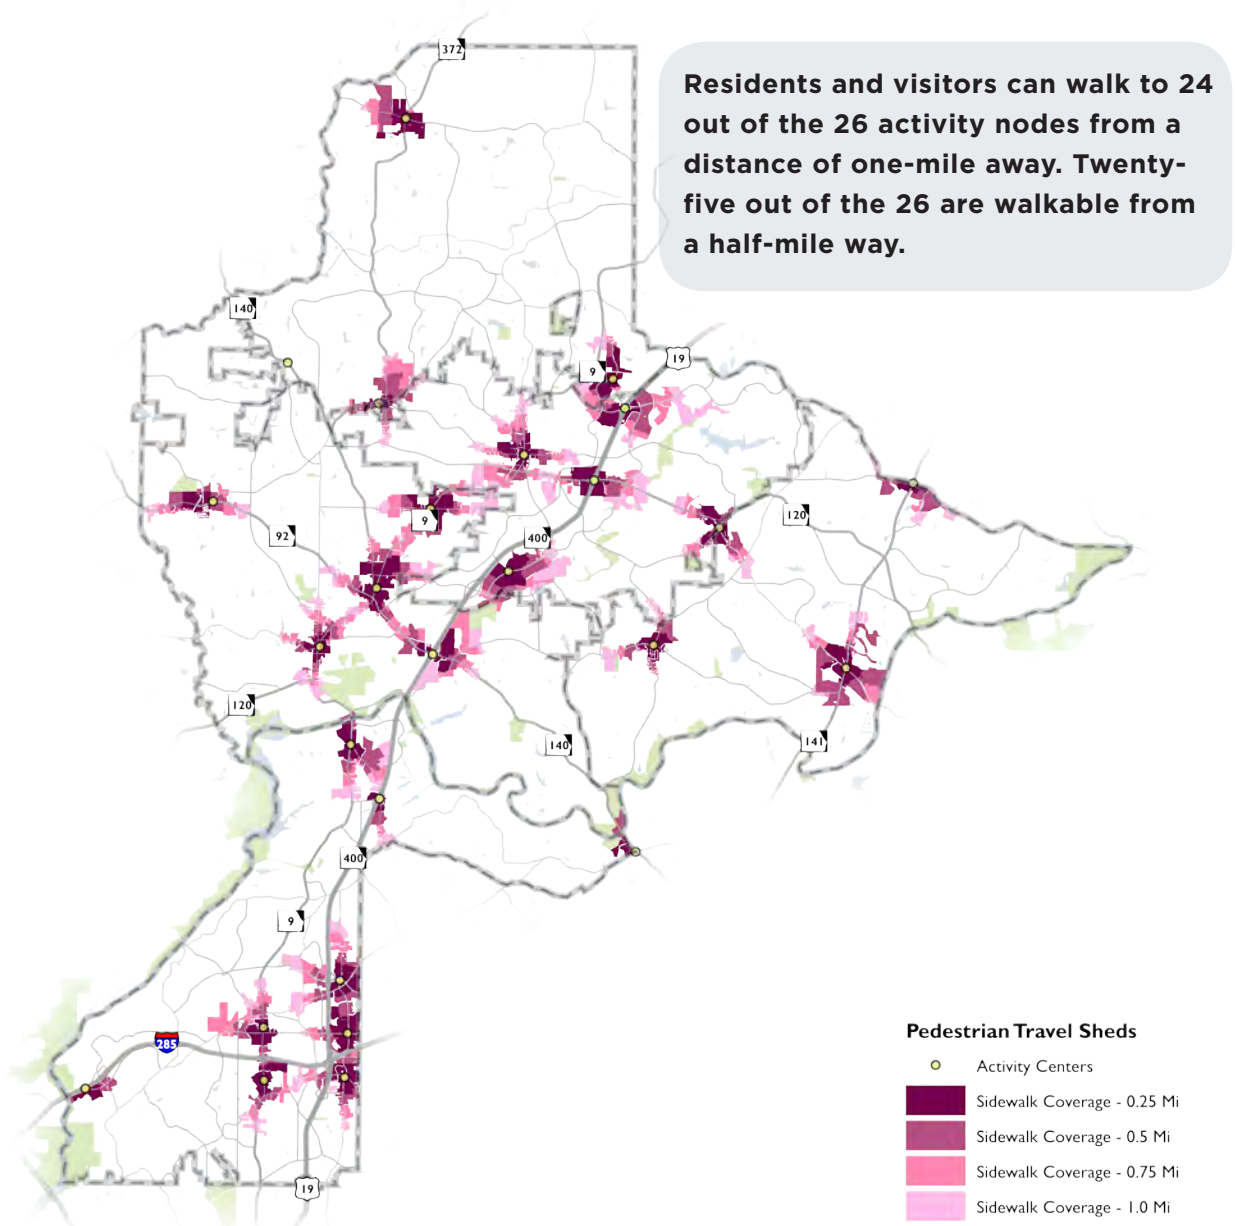 372
Residents and visitors can walk to 24
out of the 26 activity nodes from a
distance of one-mile away. Twenty-
five out of the 26 are walkable from
a half-mile way.
140
19
9
9
120
92
400
120
140
141
400
9
285
19
Pedestrian Travel Sheds
Activity Centers
Sidewalk Coverage - 0.25 Mi
Sidewalk Coverage - 0.5 Mi
Sidewalk Coverage - 0.75 Mi
Sidewalk Coverage - 1.0 Mi